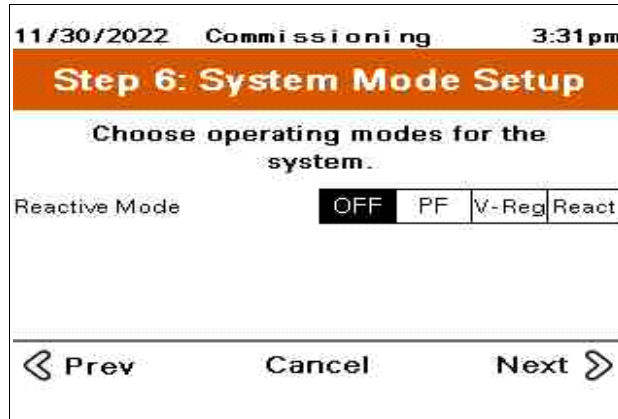 11/30/2022 Commissioning 3:31pm
Step 6: System Mode Setup
Choose operating modes for the
system.
Reactive Mode OFF PF V-Reg React
Prev Cancel Next